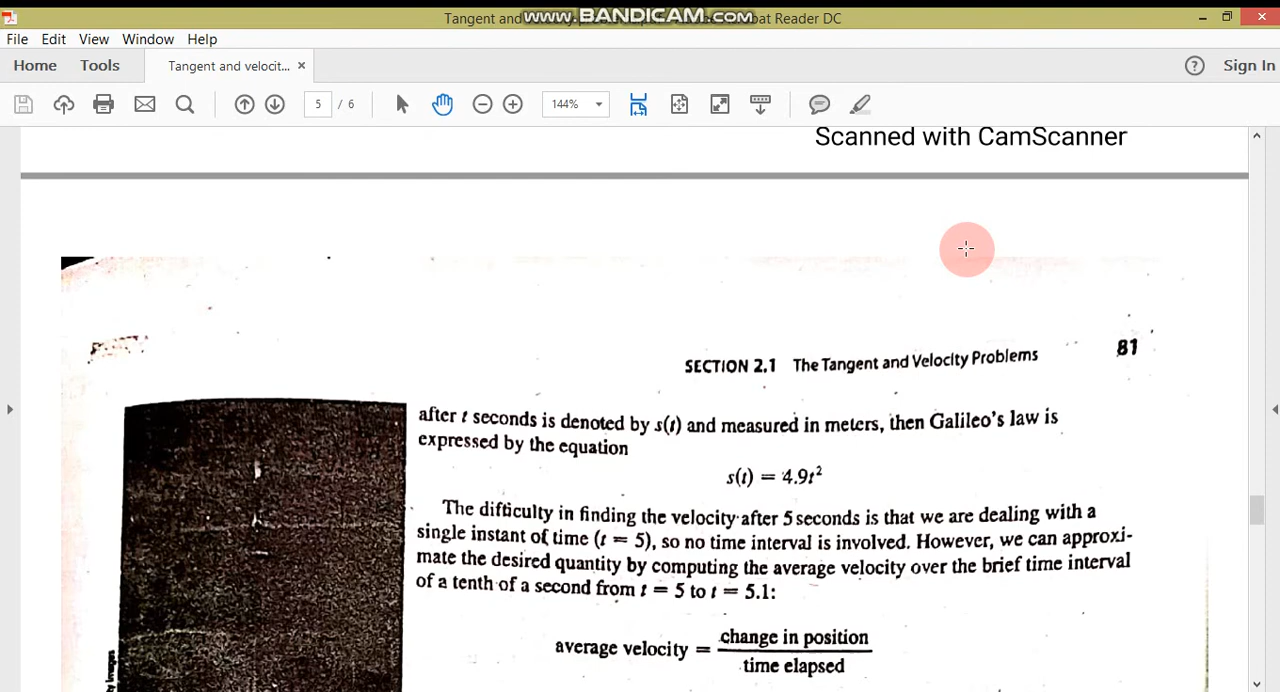 Tangent and
www.BANDICAM.com
bat Reader DC
File Edit View Window Help
Home Tools Tangent and velocit... ×
Sign In
5 / 6
144%
Scanned with CamScanner
SECTION 2.1 The Tangent and Velocity Problems 81
after t seconds is denoted by s(t) and measured in meters, then Galileo's law is
expressed by the equation
s(t) = 4.9t²
The difficulty in finding the velocity after 5 seconds is that we are dealing with a
single instant of time (t = 5), so no time interval is involved. However, we can approxi-
mate the desired quantity by computing the average velocity over the brief time interval
of a tenth of a second from t = 5 to t = 5.1:
average velocity = change in position
time elapsed